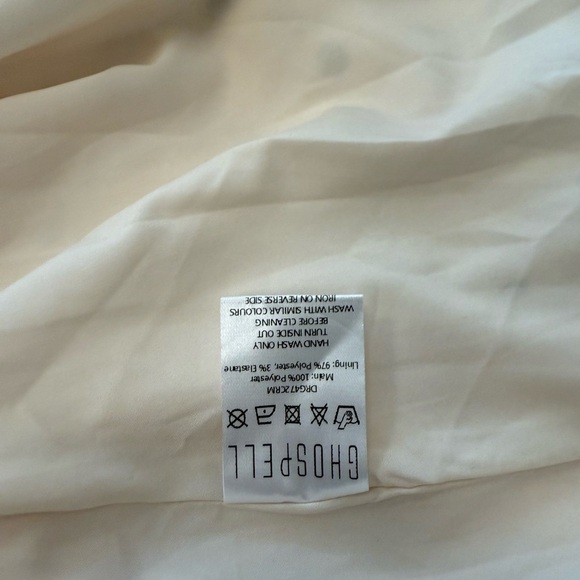 GHOSPELL
DRG472CRM
Main: 100% Polyester
Lining: 97% Polyester, 3% Elastane
HAND WASH ONLY
TURN INSIDE OUT
BEFORE CLEANING
WASH WITH SIMILAR COLOURS
IRON ON REVERSE SIDE